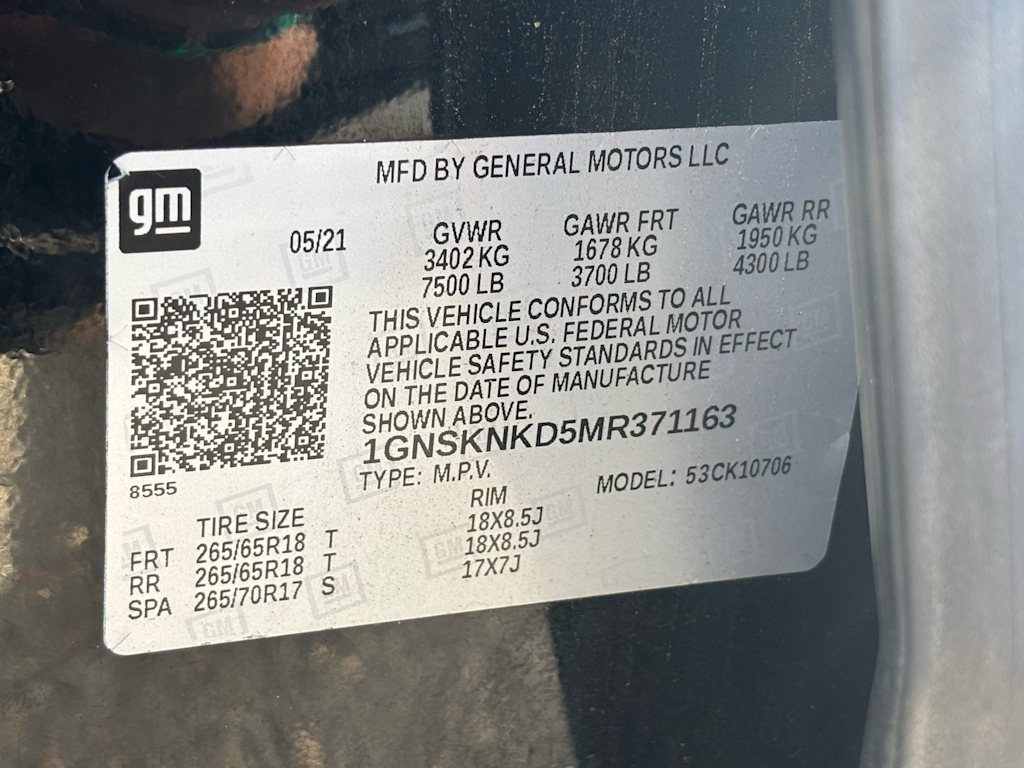 gm
MFD BY GENERAL MOTORS LLC
05/21
GVWR
3402 KG
7500 LB
GAWR FRT
1678 KG
3700 LB
GAWR RR
1950 KG
4300 LB
THIS VEHICLE CONFORMS TO ALL
APPLICABLE U.S. FEDERAL MOTOR
VEHICLE SAFETY STANDARDS IN EFFECT
ON THE DATE OF MANUFACTURE
SHOWN ABOVE.
1GNSKNKD5MR371163
TYPE: M.P.V. MODEL: 53CK10706
8555
TIRE SIZE RIM
FRT 265/65R18 T 18X8.5J
RR 265/65R18 T 18X8.5J
SPA 265/70R17 S 17X7J